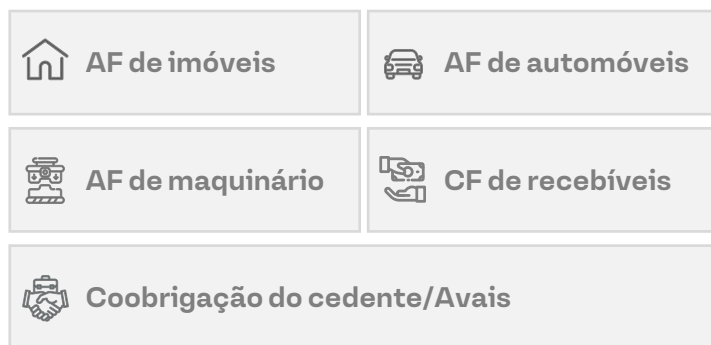 AF de imóveis
AF de automóveis
AF de maquinário
CF de recebíveis
Coobrigação do cedente/Avais